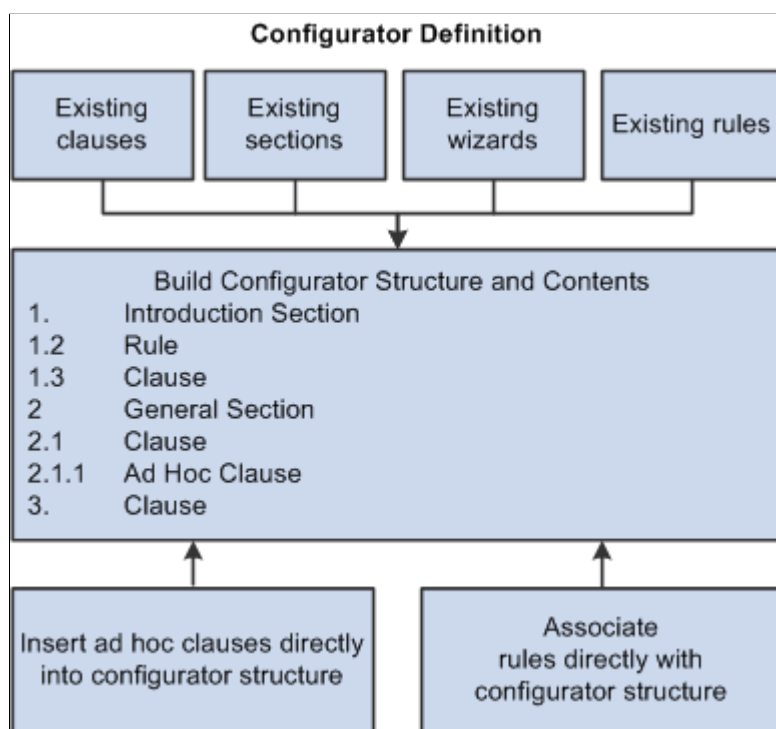 Configurator Definition
Existing
clauses
Existing
sections
Existing
wizards
Existing rules
Build Configurator Structure and Contents
1. Introduction Section
1.2 Rule
1.3 Clause
2 General Section
2.1 Clause
2.1.1 Ad Hoc Clause
3. Clause
Insert ad hoc clauses directly
into configurator structure
Associate
rules directly with
configurator structure